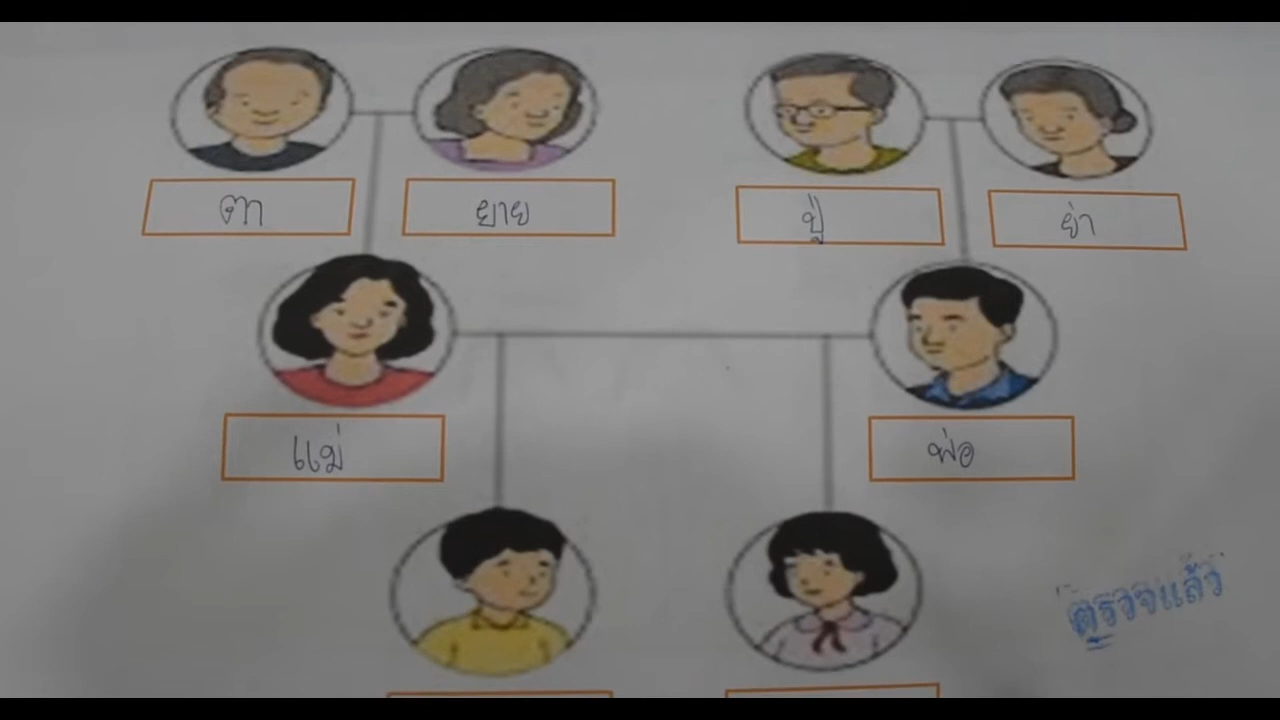 ตา ยาย ปู่ ย่า
แม่ พ่อ
ตรวจแล้ว